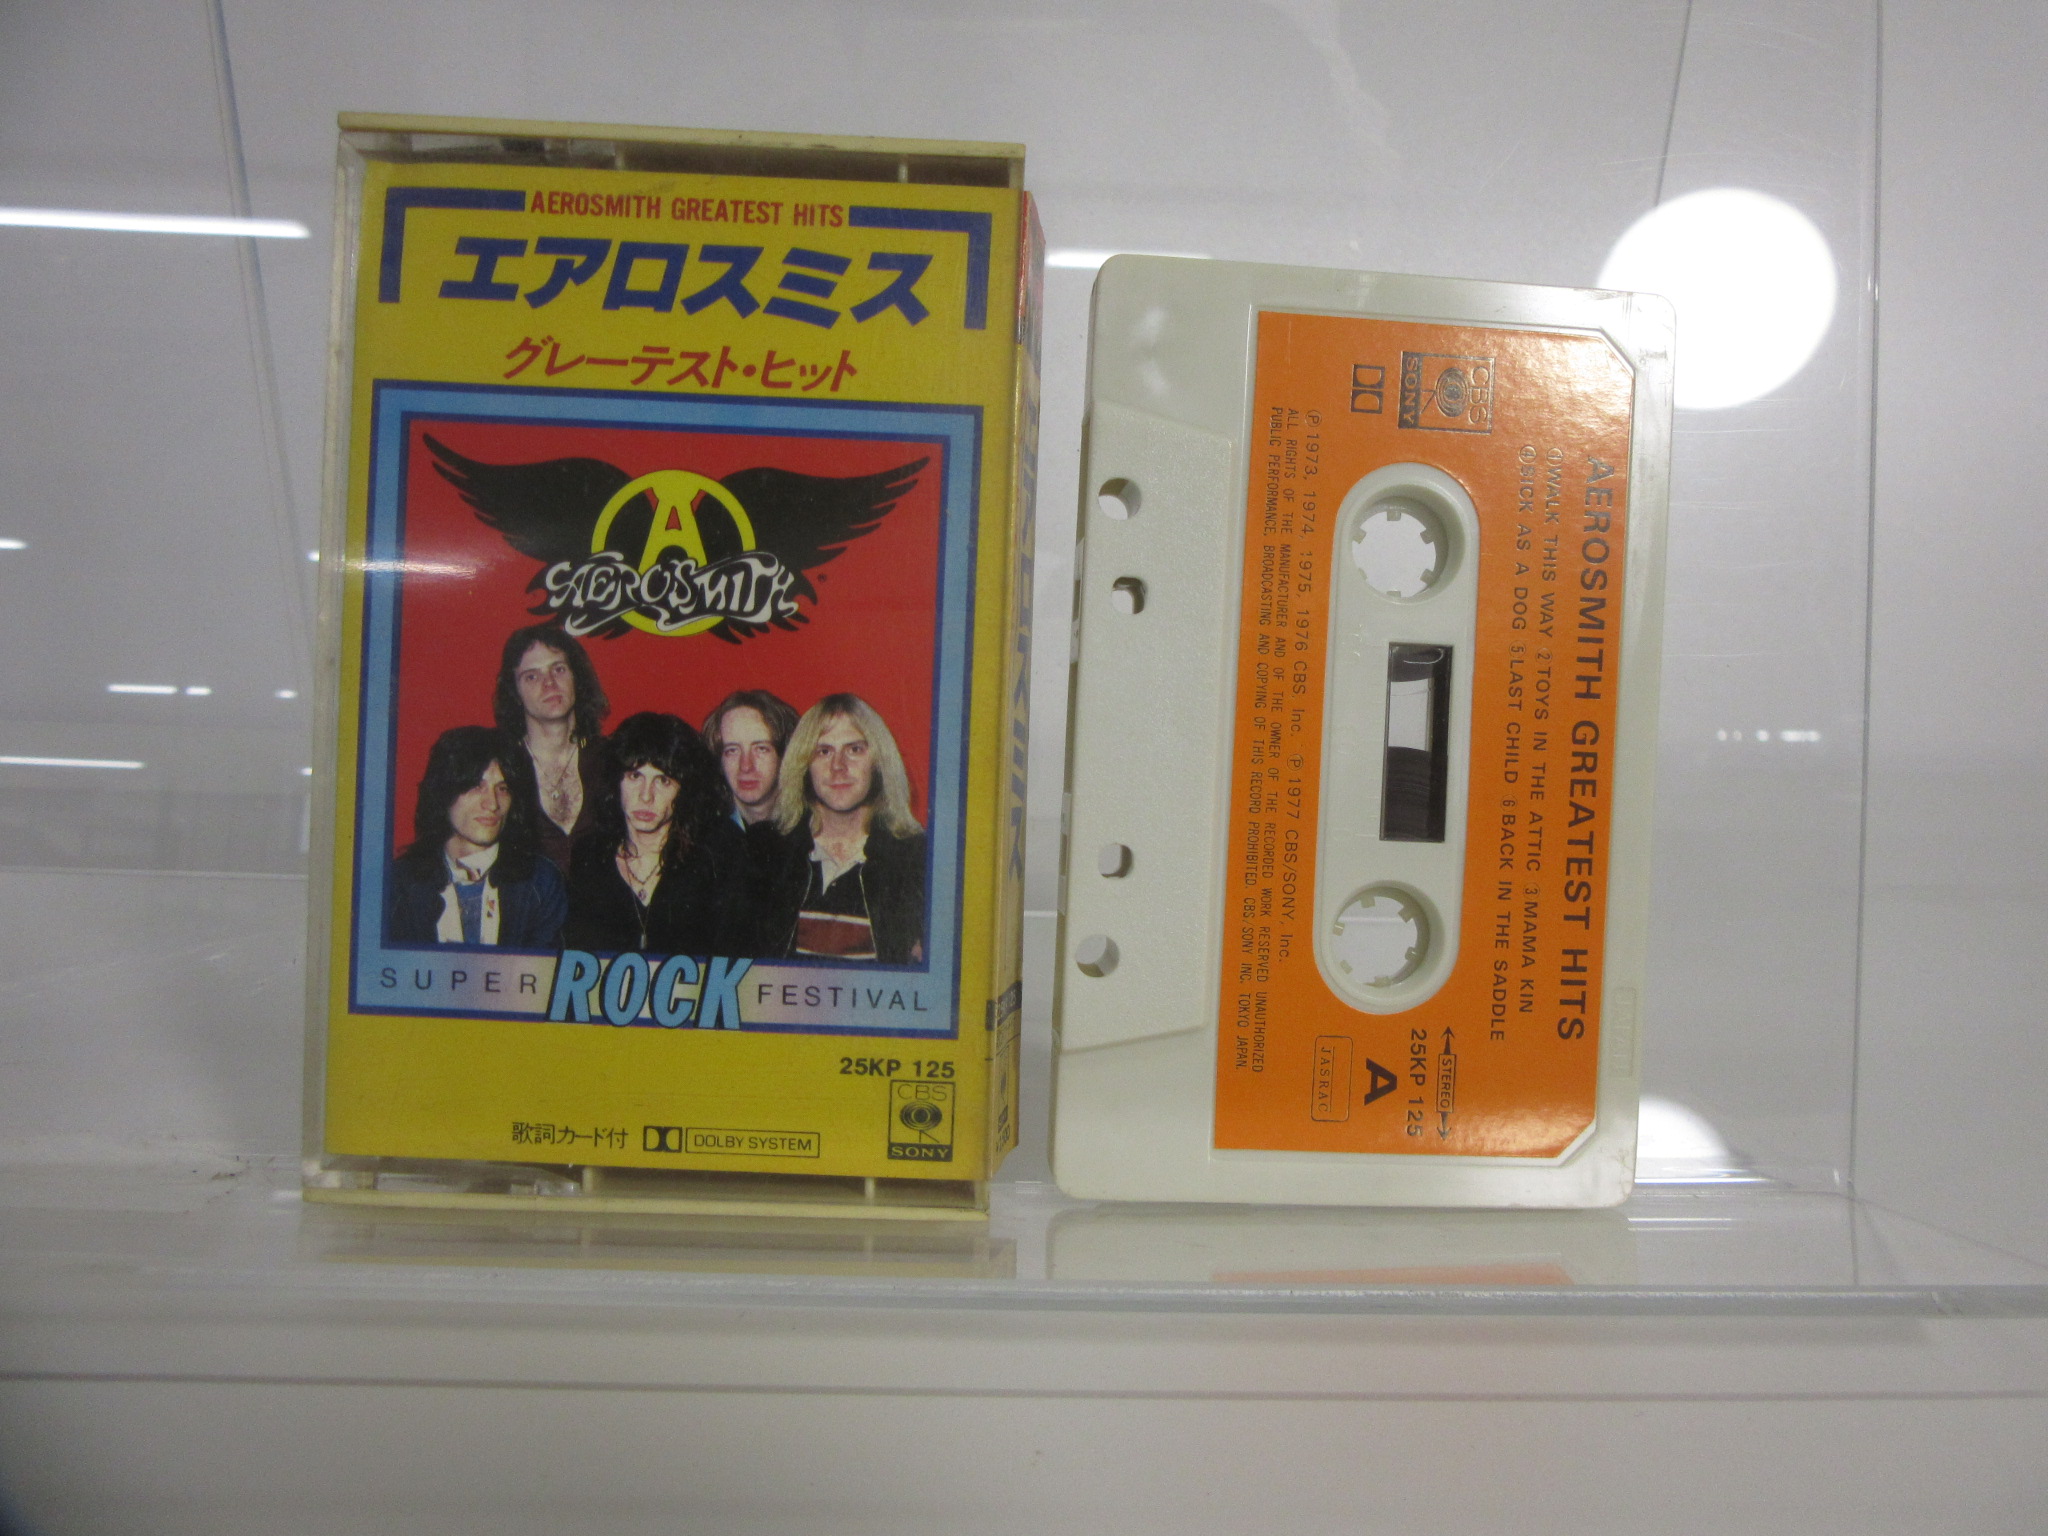 AEROSMITH GREATEST HITS
エアロスミス
グレーテスト・ヒット
A
AEROSMITH
SUPER ROCK FESTIVAL
25KP 125
CBS
SONY
歌詞カード付
DOLBY SYSTEM
AEROSMITH GREATEST HITS
①WALK THIS WAY ②TOYS IN THE ATTIC ③MAMA KIN
④SICK AS A DOG ⑤LAST CHILD ⑥BACK IN THE SADDLE
CBS
SONY
STEREO
25KP 125
A
JASRAC
Ⓟ1973, 1974, 1975, 1976 CBS, Inc. Ⓟ1977 CBS/SONY, Inc.
ALL RIGHTS OF THE MANUFACTURER AND OF THE OWNER OF THE RECORDED WORK RESERVED UNAUTHORIZED
PUBLIC PERFORMANCE, BROADCASTING AND COPYING OF THIS RECORD PROHIBITED. CBS/SONY INC. TOKYO JAPAN.